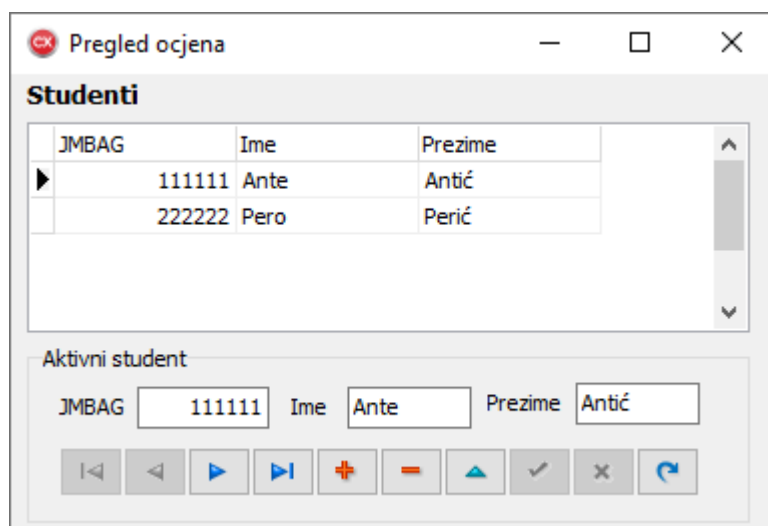 Pregled ocjena
Studenti
JMBAG Ime Prezime
111111 Ante Antić
222222 Pero Perić
Aktivni student
JMBAG 111111 Ime Ante Prezime Antić